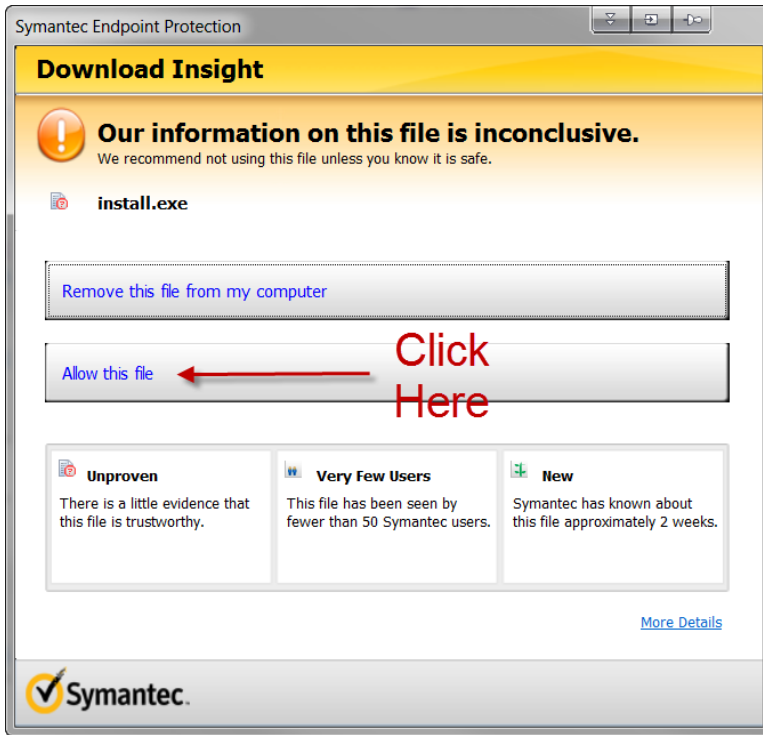 Symantec Endpoint Protection
Download Insight
Our information on this file is inconclusive.
We recommend not using this file unless you know it is safe.
install.exe
Remove this file from my computer
Allow this file
Click
Here
Unproven
There is a little evidence that
this file is trustworthy.
Very Few Users
This file has been seen by
fewer than 50 Symantec users.
New
Symantec has known about
this file approximately 2 weeks.
More Details
Symantec.